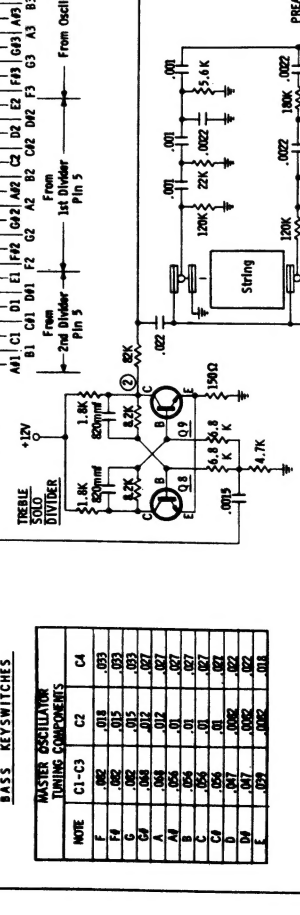 BASS KEYSWITCHES
MASTER OSCILLATOR
TUNING COMPONENTS
NOTE C1-C3 C2 C4
F .082 .018 .033
F# .082 .015 .033
G .082 .015 .033
G# .068 .012 .027
A .068 .012 .027
A# .056 .01 .027
B .056 .01 .027
C .056 .01 .027
C# .056 .01 .027
D .047 .0082 .022
D# .047 .0082 .022
E .039 .0082 .018
TREBLE
SOLO
DIVIDER
+12V
1.8K
820mmf
8.2K
1.8K
820mmf
8.2K
2
82K
C
B
E
Q8
C
B
E
Q9
150Ω
6.8
K
6.8
K
.0015
4.7K
.022
A#1 C1 D1 E1 F#2 G#2 A#2 C2 D2 E2 F#3 G#3 A#3
B1 C#1 D#1 F2 G2 A2 B2 C#2 D#2 F3 G3 A3
From
2nd Divider
Pin 5
From
1st Divider
Pin 5
From Oscil
String
120K
22K
5.6K
.001
.001
.001
.0022
120K
180K
.0022
.0022
PRE